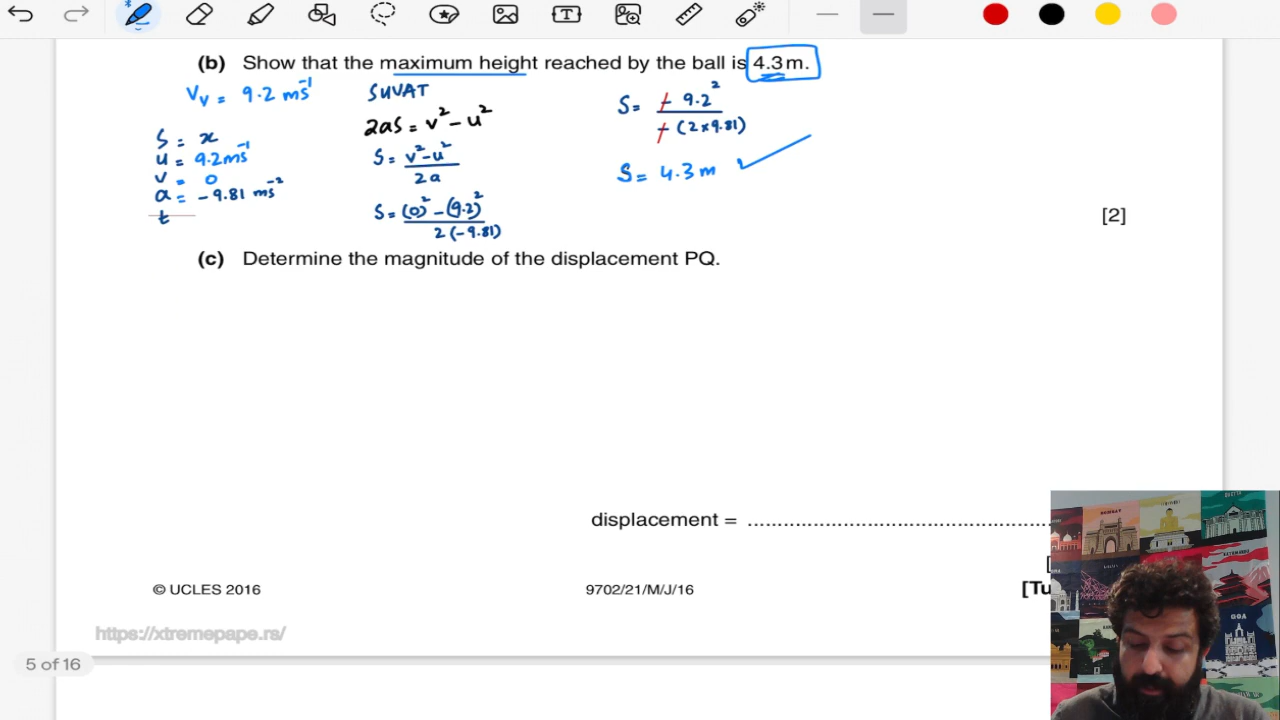 T
(b) Show that the maximum height reached by the ball is 4.3 m.
Vv = 9.2 ms⁻¹
S = x
u = 9.2 ms⁻¹
v = 0
a = -9.81 ms⁻²
t
SUVAT
2as = v² - u²
S = v² - u² / 2a
S = (0)² - (9.2)² / 2(-9.81)
S = - 9.2² / - (2×9.81)
S = 4.3 m ✓
[2]
(c) Determine the magnitude of the displacement PQ.
displacement = ......................................................
[
© UCLES 2016
9702/21/M/J/16
[Tu
https://xtremepape.rs/
5 of 16
GOA